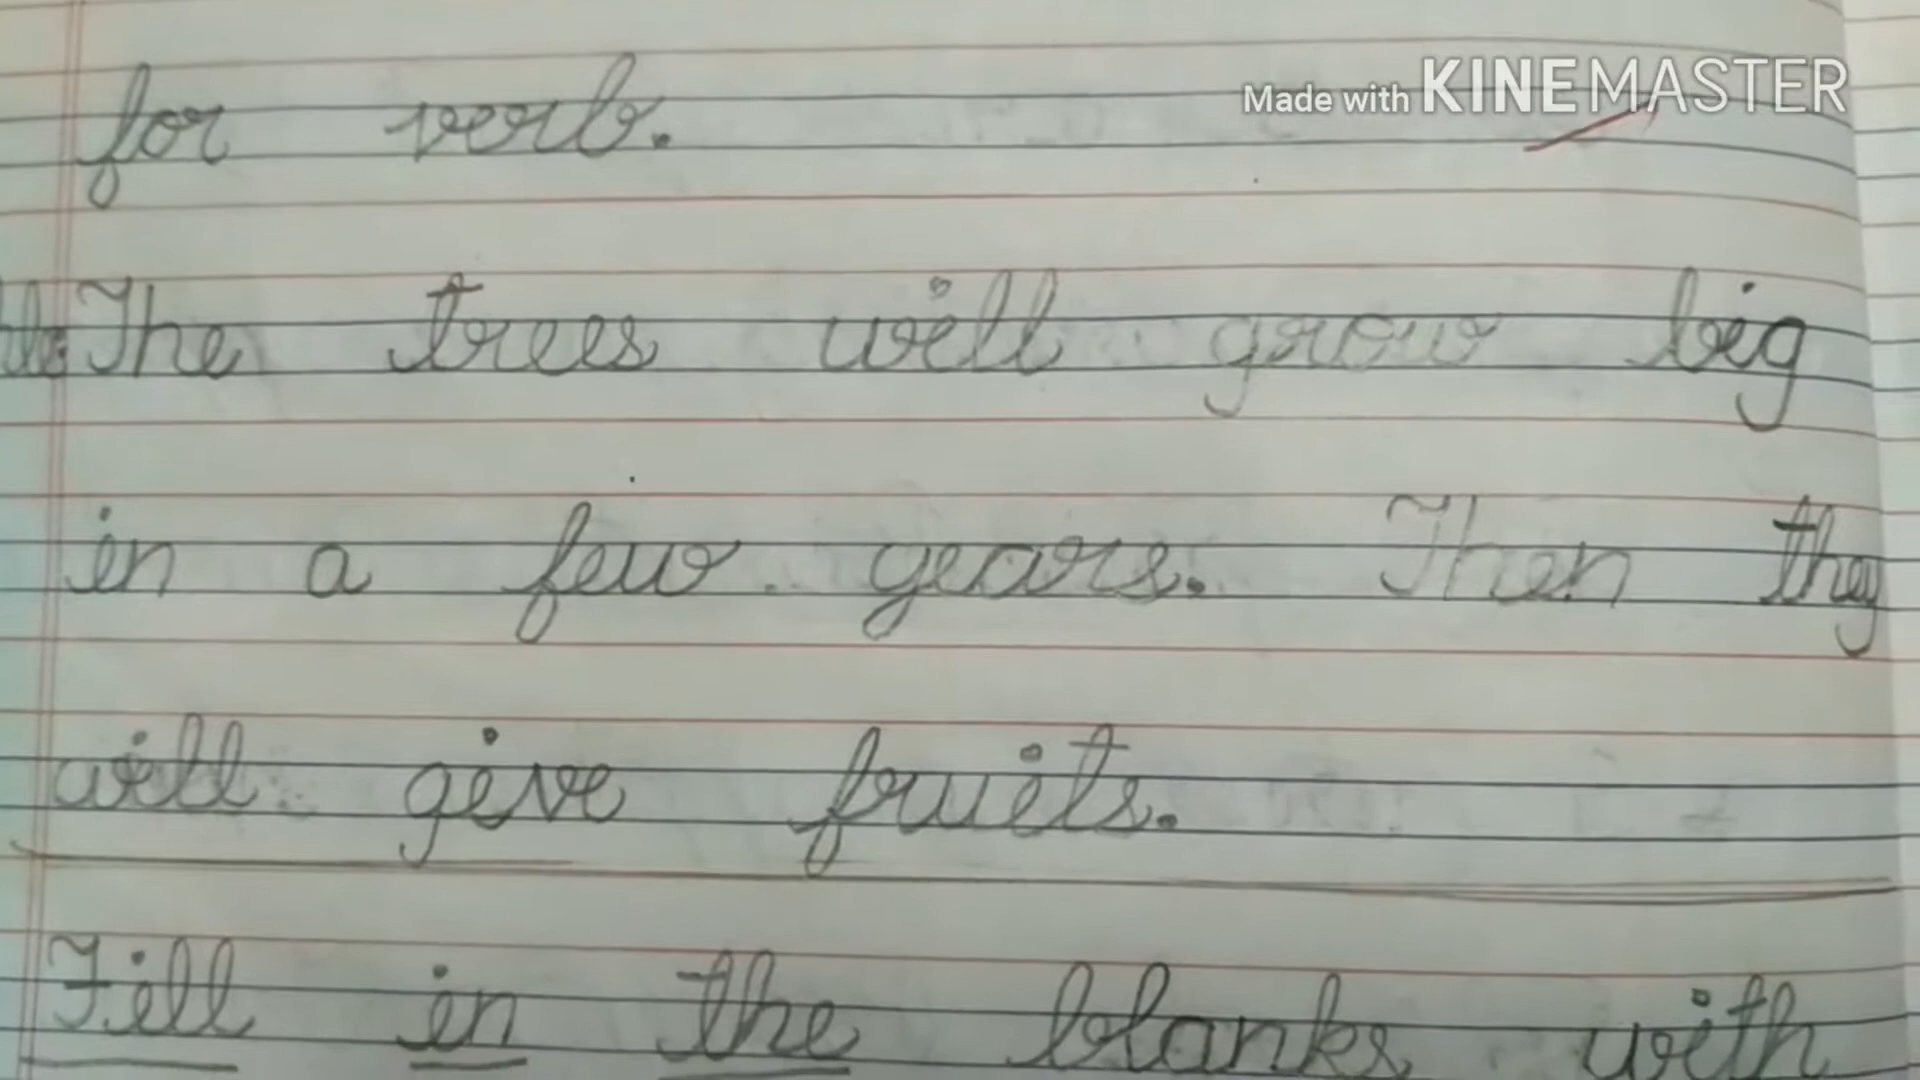 Made with KINEMASTER
for verb.
The trees will grow big
in a few years. Then they
will give fruits.
Fill in the blanks with